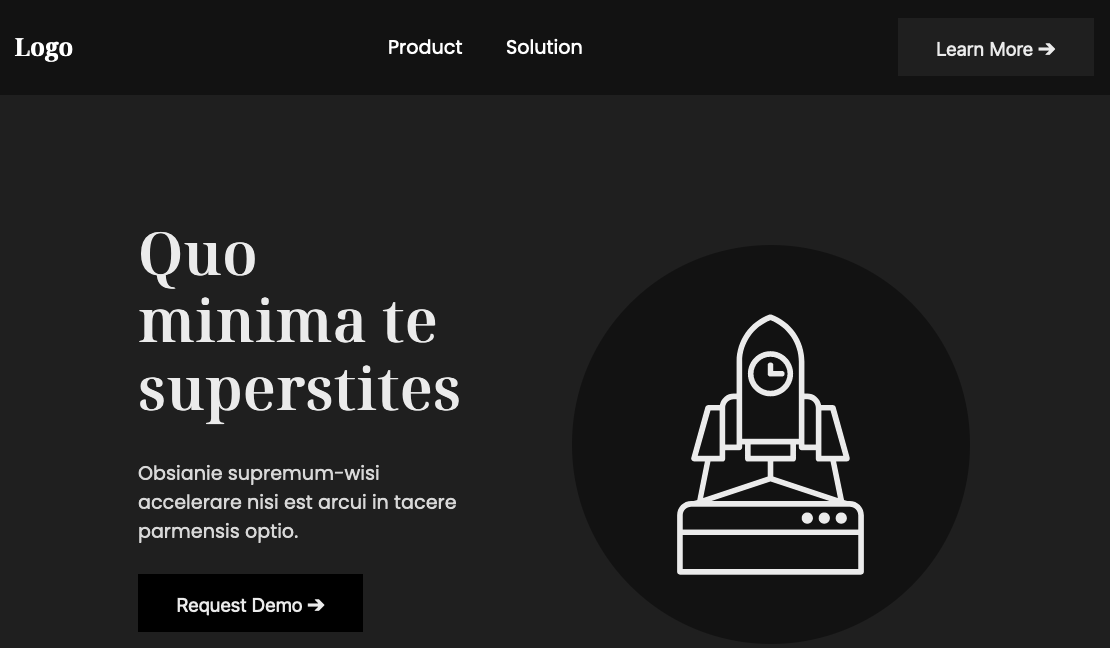 Logo
Product
Solution
Learn More ➔
Quo
minima te
superstites
Obsianie supremum-wisi
accelerare nisi est arcui in tacere
parmensis optio.
Request Demo ➔